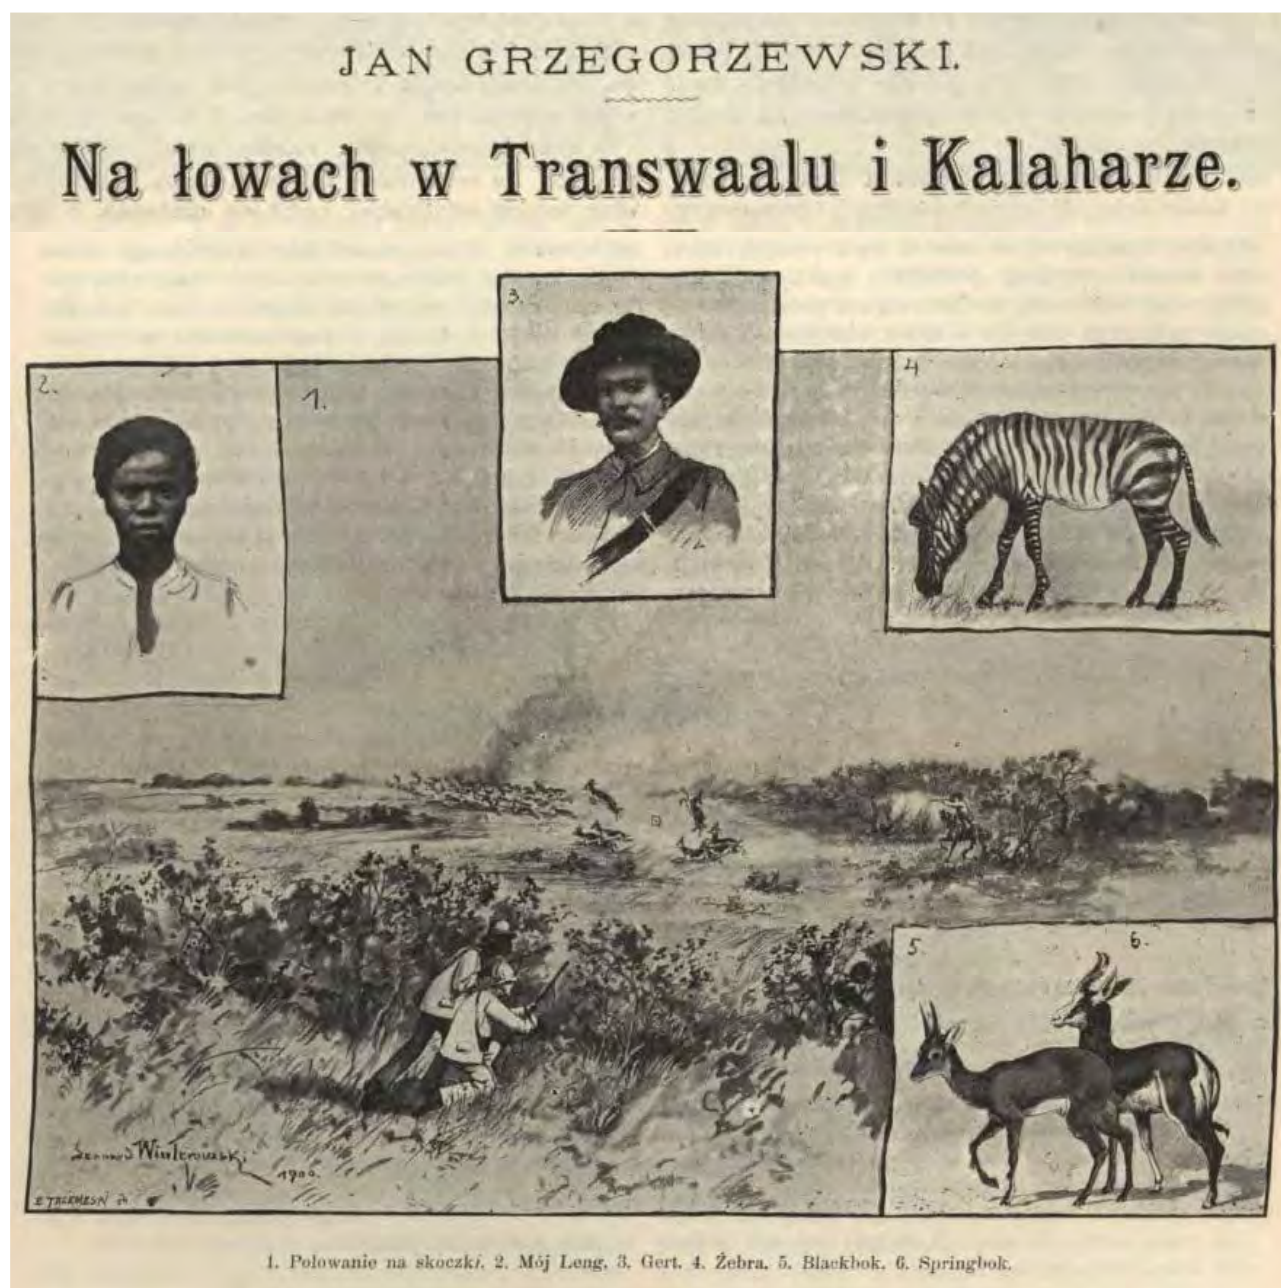 JAN GRZEGORZEWSKI.
Na łowach w Transwaalu i Kalaharze.
3.
2.
1.
4
5
6.
Winterowski
1900.
1. Polowanie na skoczki. 2. Mój Leng. 3. Gert. 4. Żebra. 5. Blackbok. 6. Springbok.